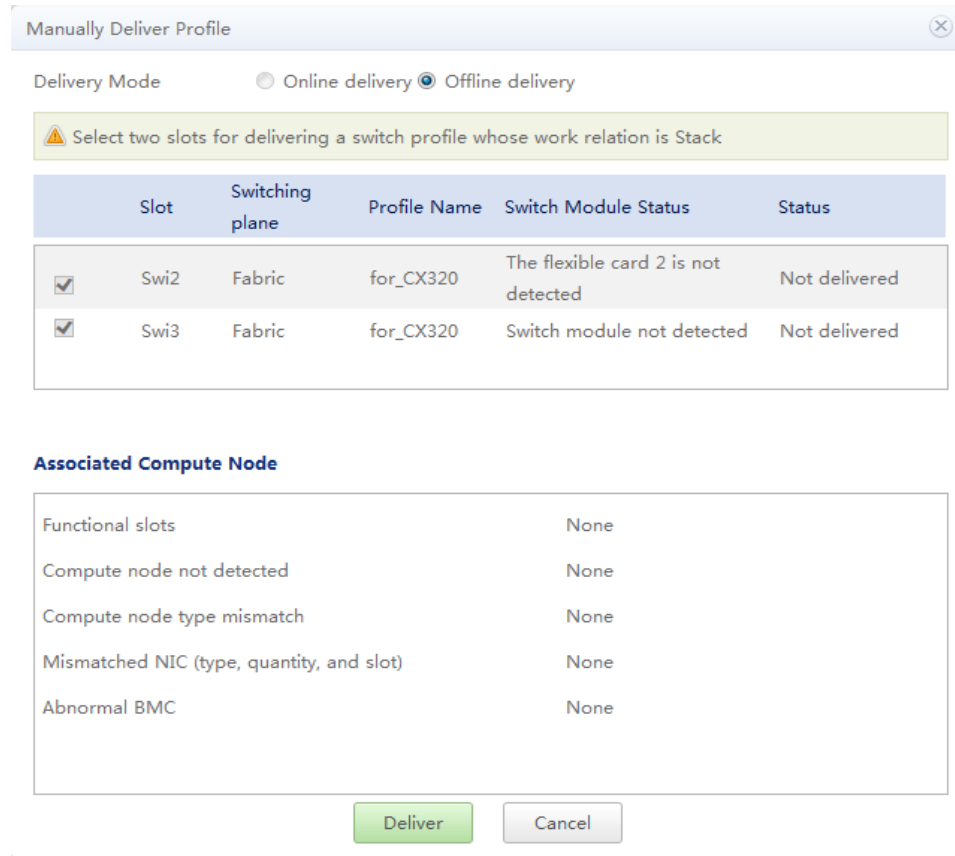 Manually Deliver Profile
Delivery Mode Online delivery Offline delivery
Select two slots for delivering a switch profile whose work relation is Stack
Slot Switching plane Profile Name Switch Module Status Status
Swi2 Fabric for_CX320 The flexible card 2 is not detected Not delivered
Swi3 Fabric for_CX320 Switch module not detected Not delivered
Associated Compute Node
Functional slots None
Compute node not detected None
Compute node type mismatch None
Mismatched NIC (type, quantity, and slot) None
Abnormal BMC None
Deliver Cancel